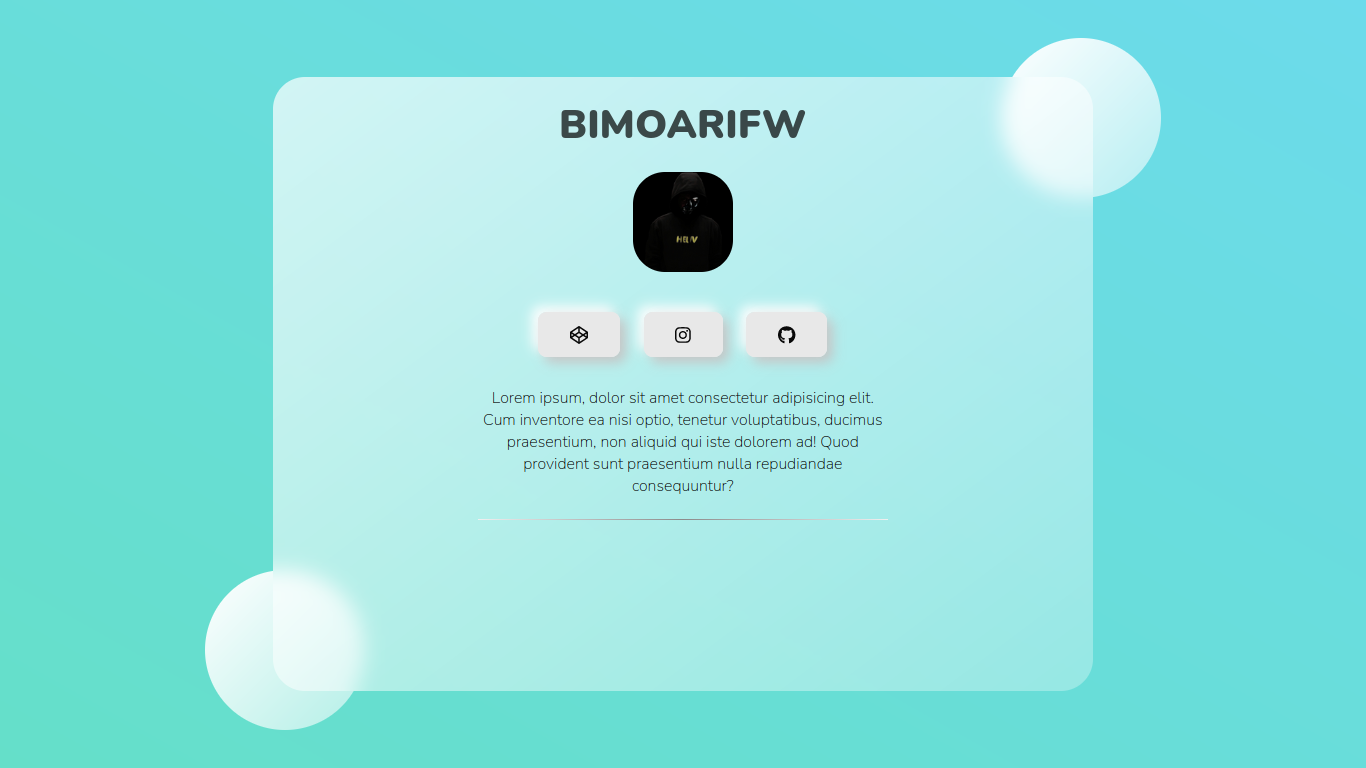 BIMOARIFW
Lorem ipsum, dolor sit amet consectetur adipisicing elit.
Cum inventore ea nisi optio, tenetur voluptatibus, ducimus
praesentium, non aliquid qui iste dolorem ad! Quod
provident sunt praesentium nulla repudiandae
consequuntur?